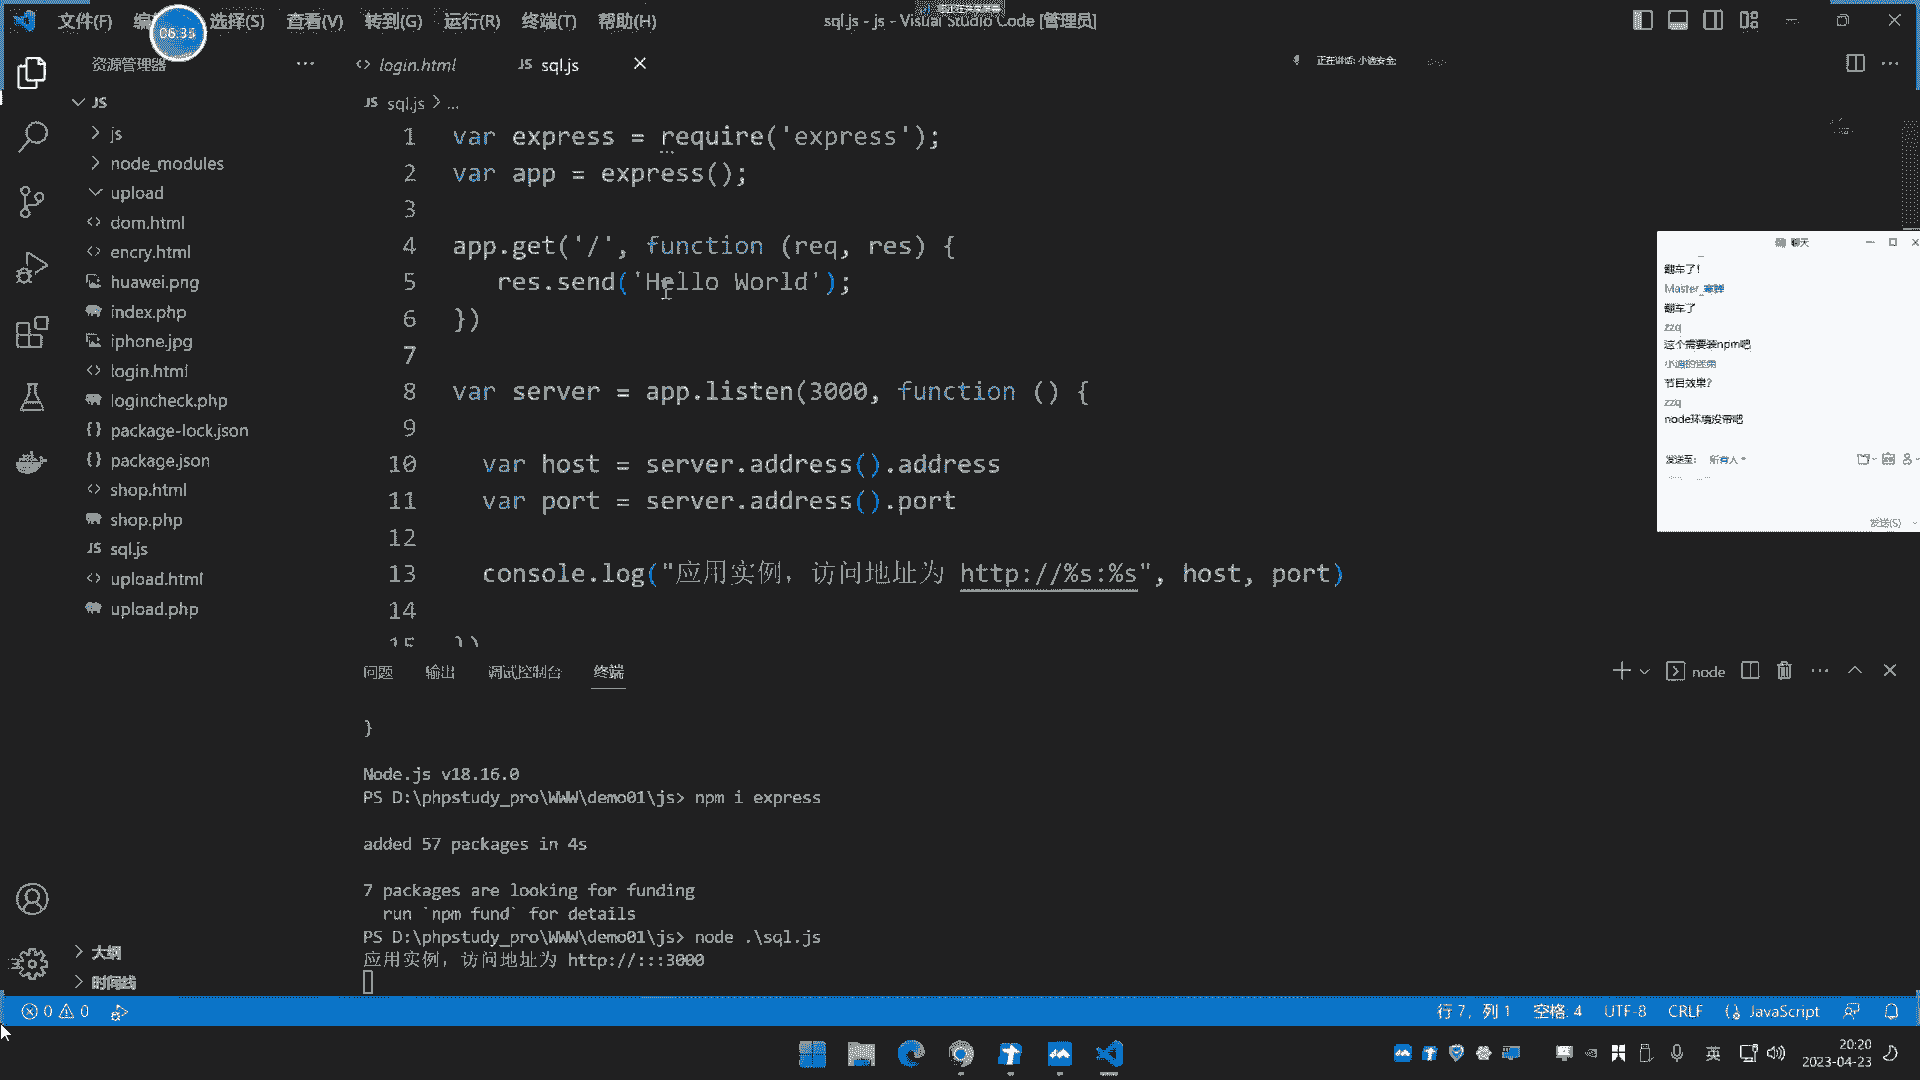 文件(F) 选择(S) 查看(V) 转到(G) 运行(R) 终端(T) 帮助(H)
sql.js - js - Visual Studio Code [管理员]
06:35
资源管理器
login.html
JS sql.js
正在讲话: 小迪安全
JS
JS sql.js > ...
js
node_modules
upload
dom.html
encry.html
huawei.png
index.php
iphone.jpg
login.html
logincheck.php
package-lock.json
package.json
shop.html
shop.php
JS sql.js
upload.html
upload.php
大纲
时间线
1 var express = require('express');
2 var app = express();
3
4 app.get('/', function (req, res) {
5 res.send('Hello World');
6 })
7
8 var server = app.listen(3000, function () {
9
10 var host = server.address().address
11 var port = server.address().port
12
13 console.log("应用实例，访问地址为 http://%s:%s", host, port)
14
15 })
聊天
翻车了!
Master
翻车了
zzq
这个需要装npm吧
节目效果?
zzq
node环境没带吧
发送至: 所有人
发送(S)
问题 输出 调试控制台 终端
node
}
Node.js v18.16.0
PS D:\phpstudy_pro\WWW\demo01\js> npm i express
added 57 packages in 4s
7 packages are looking for funding
run `npm fund` for details
PS D:\phpstudy_pro\WWW\demo01\js> node .\sql.js
应用实例，访问地址为 http://:::3000
0 0
行 7，列 1 空格: 4 UTF-8 CRLF JavaScript
英
20:20
2023-04-23